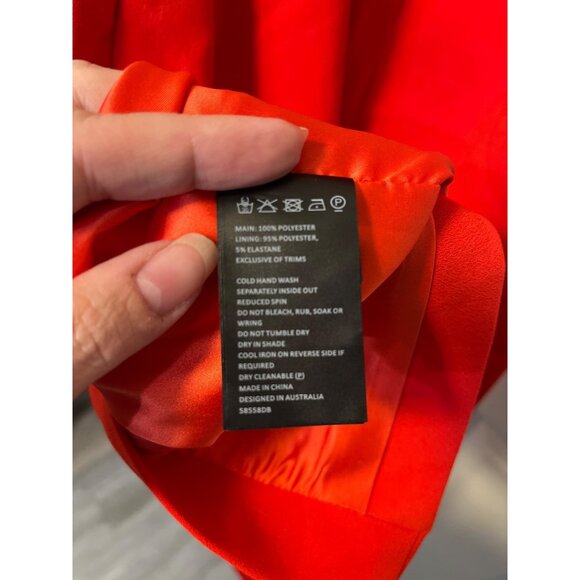 MAIN: 100% POLYESTER
LINING: 95% POLYESTER,
5% ELASTANE
EXCLUSIVE OF TRIMS
COLD HAND WASH
SEPARATELY INSIDE OUT
REDUCED SPIN
DO NOT BLEACH, RUB, SOAK OR
WRING
DO NOT TUMBLE DRY
DRY IN SHADE
COOL IRON ON REVERSE SIDE IF
REQUIRED
DRY CLEANABLE Ⓟ
MADE IN CHINA
DESIGNED IN AUSTRALIA
S8558DB